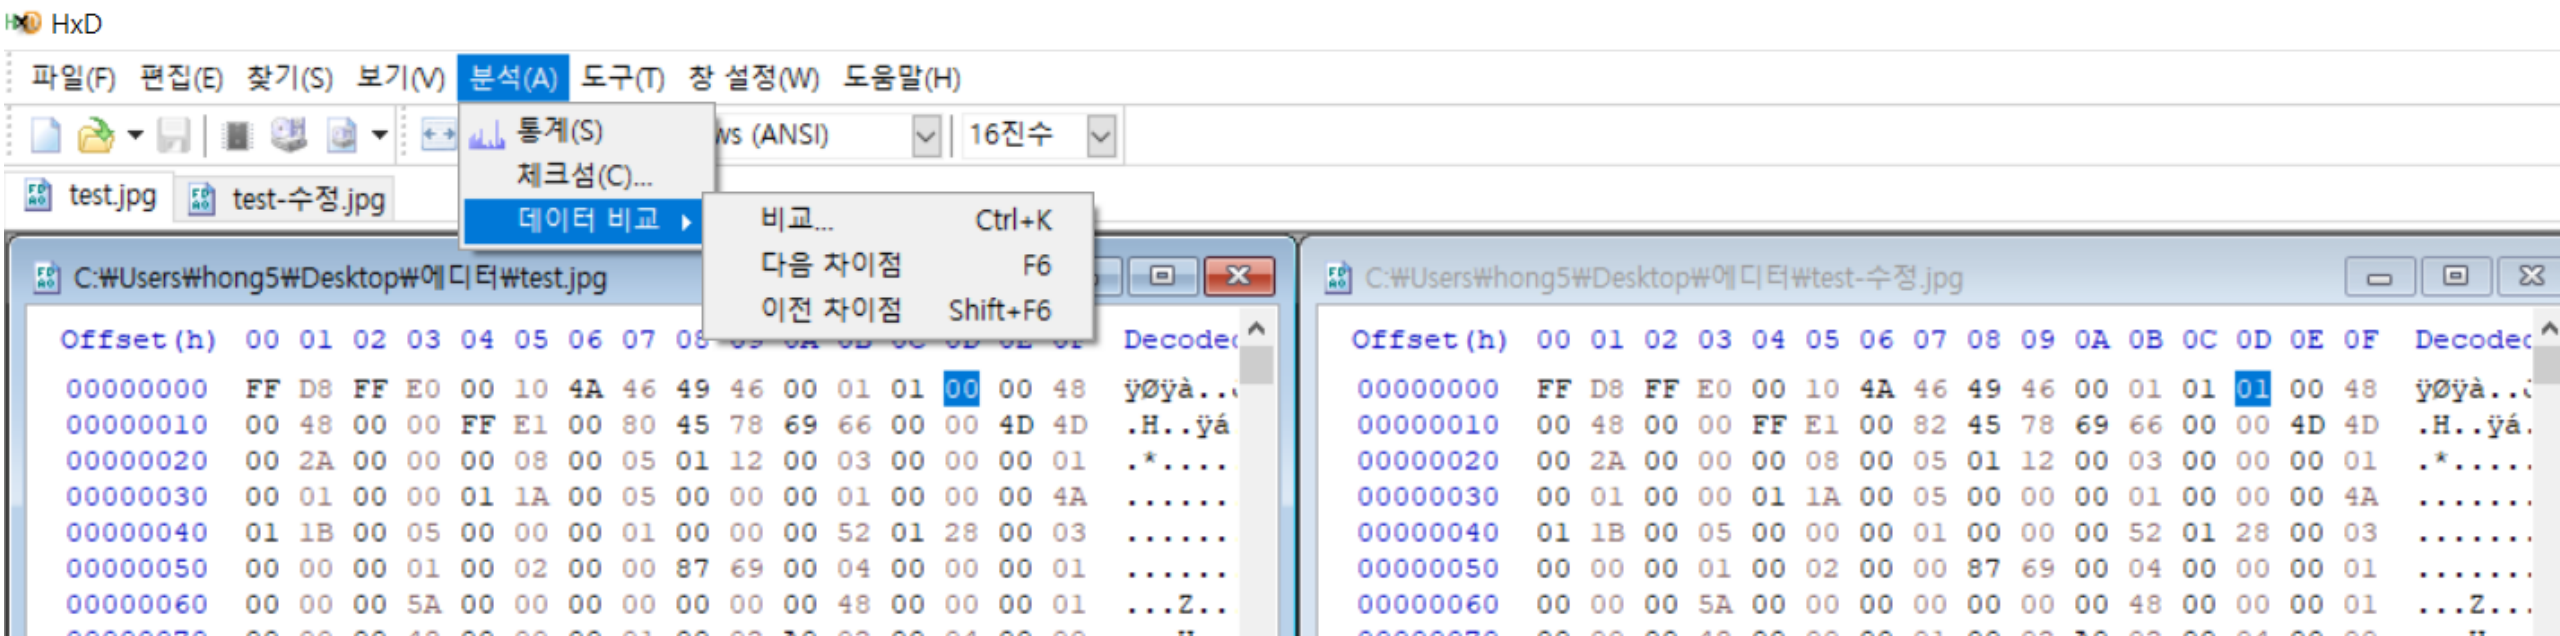 HxD
파일(F) 편집(E) 찾기(S) 보기(V) 분석(A) 도구(T) 창 설정(W) 도움말(H)
통계(S)
체크섬(C)...
데이터 비교
(ANSI) 16진수
비교... Ctrl+K
다음 차이점 F6
이전 차이점 Shift+F6
test.jpg test-수정.jpg
C:₩Users₩hong5₩Desktop₩에디터₩test.jpg
Offset(h) 00 01 02 03 04 05 06 07 08 Decoded
00000000 FF D8 FF E0 00 10 4A 46 49 46 00 01 01 00 00 48 ÿØÿà..
00000010 00 48 00 00 FF E1 00 80 45 78 69 66 00 00 4D 4D .H..ÿá
00000020 00 2A 00 00 00 08 00 05 01 12 00 03 00 00 00 01 .*....
00000030 00 01 00 00 01 1A 00 05 00 00 00 01 00 00 00 4A ......
00000040 01 1B 00 05 00 00 00 01 00 00 00 52 01 28 00 03 ......
00000050 00 00 00 01 00 02 00 00 87 69 00 04 00 00 00 01 ......
00000060 00 00 00 5A 00 00 00 00 00 00 00 48 00 00 00 01 ...Z..
C:₩Users₩hong5₩Desktop₩에디터₩test-수정.jpg
Offset(h) 00 01 02 03 04 05 06 07 08 09 0A 0B 0C 0D 0E 0F Decoded
00000000 FF D8 FF E0 00 10 4A 46 49 46 00 01 01 01 00 48 ÿØÿà..
00000010 00 48 00 00 FF E1 00 82 45 78 69 66 00 00 4D 4D .H..ÿá.
00000020 00 2A 00 00 00 08 00 05 01 12 00 03 00 00 00 01 .*.....
00000030 00 01 00 00 01 1A 00 05 00 00 00 01 00 00 00 4A .......
00000040 01 1B 00 05 00 00 00 01 00 00 00 52 01 28 00 03 .......
00000050 00 00 00 01 00 02 00 00 87 69 00 04 00 00 00 01 .......
00000060 00 00 00 5A 00 00 00 00 00 00 00 48 00 00 00 01 ...Z...